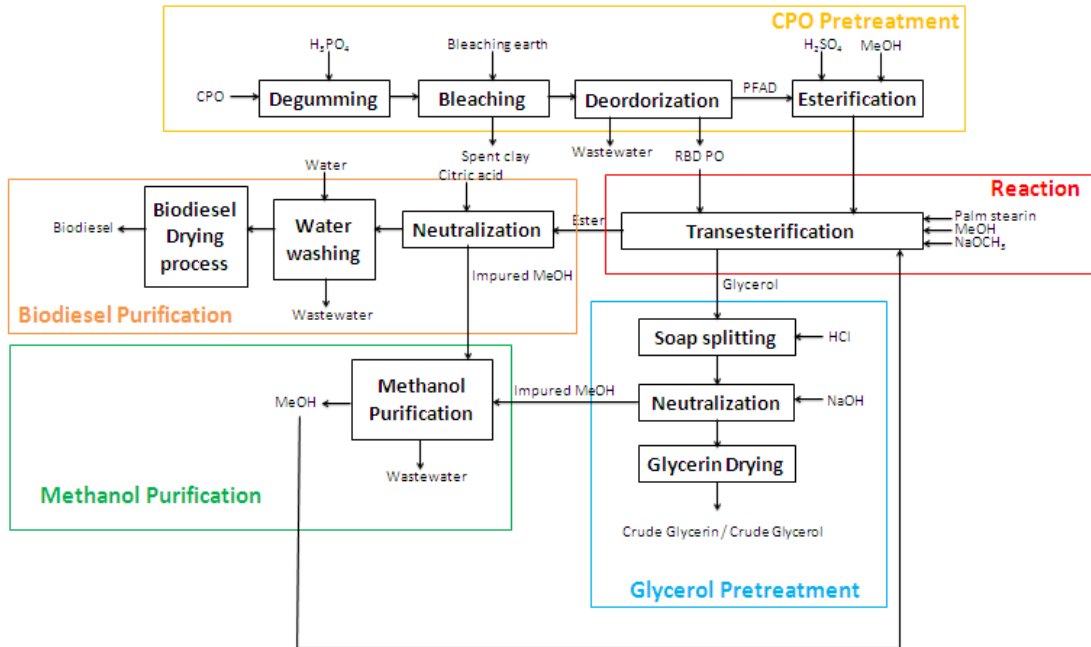 CPO Pretreatment
H₃PO₄
Bleaching earth
H₂SO₄
MeOH
CPO
Degumming
Bleaching
Deordorization
PFAD
Esterification
Spent clay
Wastewater
RBD PO
Water
Citric acid
Reaction
Biodiesel
Biodiesel
Drying
process
Water
washing
Neutralization
Ester
Transesterification
Palm stearin
MeOH
NaOCH₃
Impured MeOH
Glycerol
Wastewater
Biodiesel Purification
Soap splitting
HCl
Methanol
Purification
MeOH
Impured MeOH
Neutralization
NaOH
Glycerin Drying
Wastewater
Methanol Purification
Crude Glycerin / Crude Glycerol
Glycerol Pretreatment